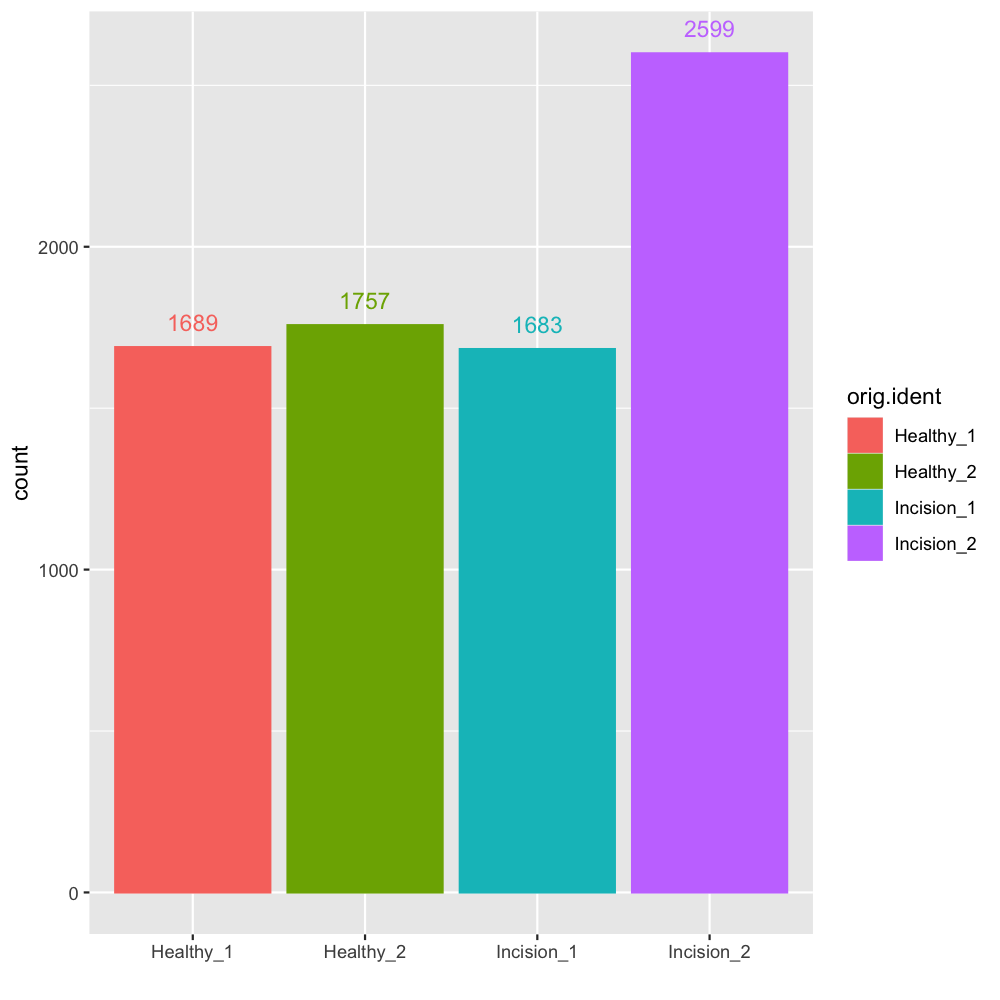 2599
1757
1689
1683
2000
1000
0
count
Healthy_1
Healthy_2
Incision_1
Incision_2
orig.ident
Healthy_1
Healthy_2
Incision_1
Incision_2